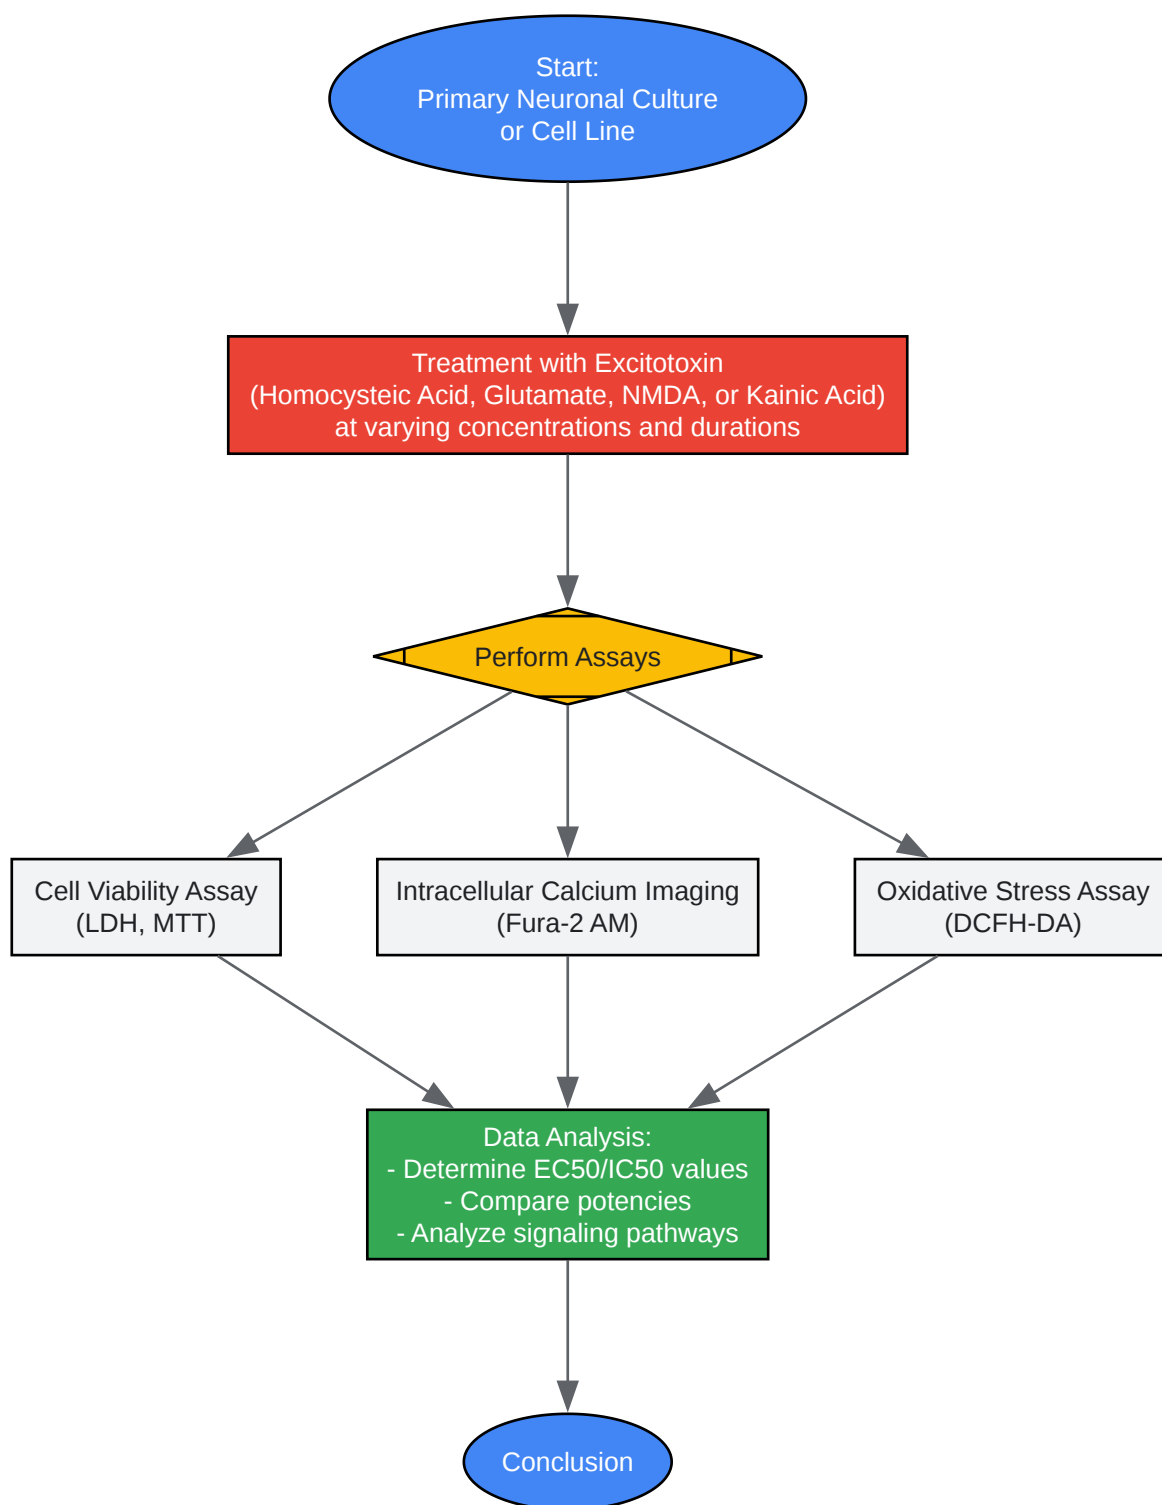 Start:
Primary Neuronal Culture
or Cell Line
Treatment with Excitotoxin
(Homocysteic Acid, Glutamate, NMDA, or Kainic Acid)
at varying concentrations and durations
Perform Assays
Cell Viability Assay
(LDH, MTT)
Intracellular Calcium Imaging
(Fura-2 AM)
Oxidative Stress Assay
(DCFH-DA)
Data Analysis:
- Determine EC50/IC50 values
- Compare potencies
- Analyze signaling pathways
Conclusion